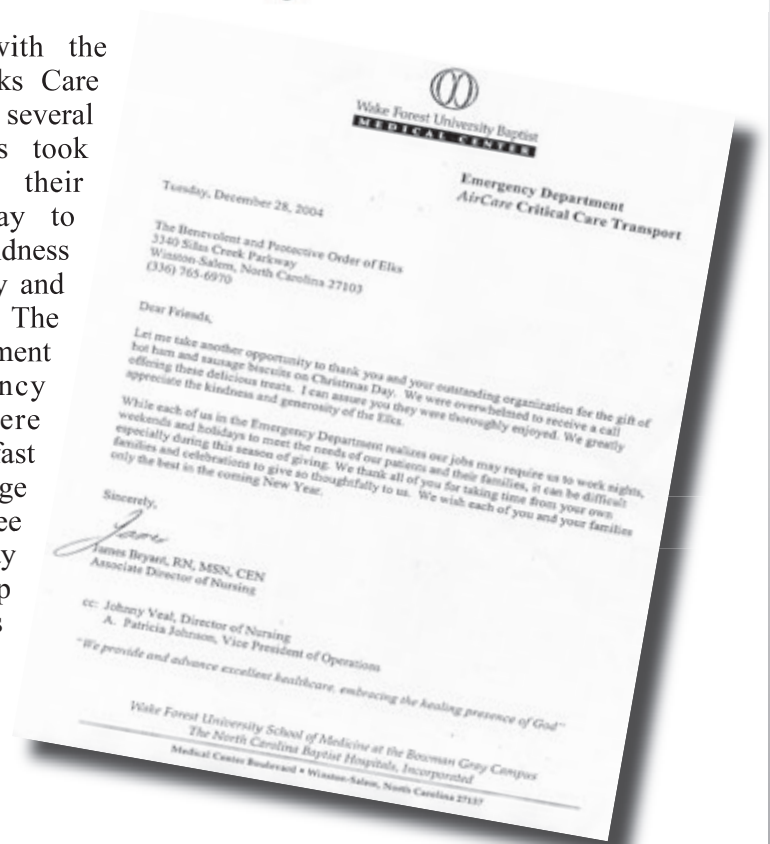 with the
ks Care
several
s took
their
ay to
ndness
y and
The
ment
ncy
ere
fast
ge
ee
y
p
s
Wake Forest University Baptist
MEDICAL CENTER
Emergency Department
AirCare Critical Care Transport
Tuesday, December 28, 2004
The Benevolent and Protective Order of Elks
3340 Silas Creek Parkway
Winston-Salem, North Carolina 27103
(336) 765-6970
Dear Friends,
Let me take another opportunity to thank you and your outstanding organization for the gift of
hot ham and sausage biscuits on Christmas Day. We were overwhelmed to receive a call
offering these delicious treats. I can assure you they were thoroughly enjoyed. We greatly
appreciate the kindness and generosity of the Elks.
While each of us in the Emergency Department realizes our jobs may require us to work nights,
weekends and holidays to meet the needs of our patients and their families, it can be difficult
especially during this season of giving. We thank all of you for taking time from your own
families and celebrations to give so thoughtfully to us. We wish each of you and your families
only the best in the coming New Year.
Sincerely,
James
James Bryant, RN, MSN, CEN
Associate Director of Nursing
cc: Johnny Veal, Director of Nursing
A. Patricia Johnson, Vice President of Operations
"We provide and advance excellent healthcare, embracing the healing presence of God"
Wake Forest University School of Medicine at the Bowman Gray Campus
The North Carolina Baptist Hospitals, Incorporated
Medical Center Boulevard • Winston-Salem, North Carolina 27157